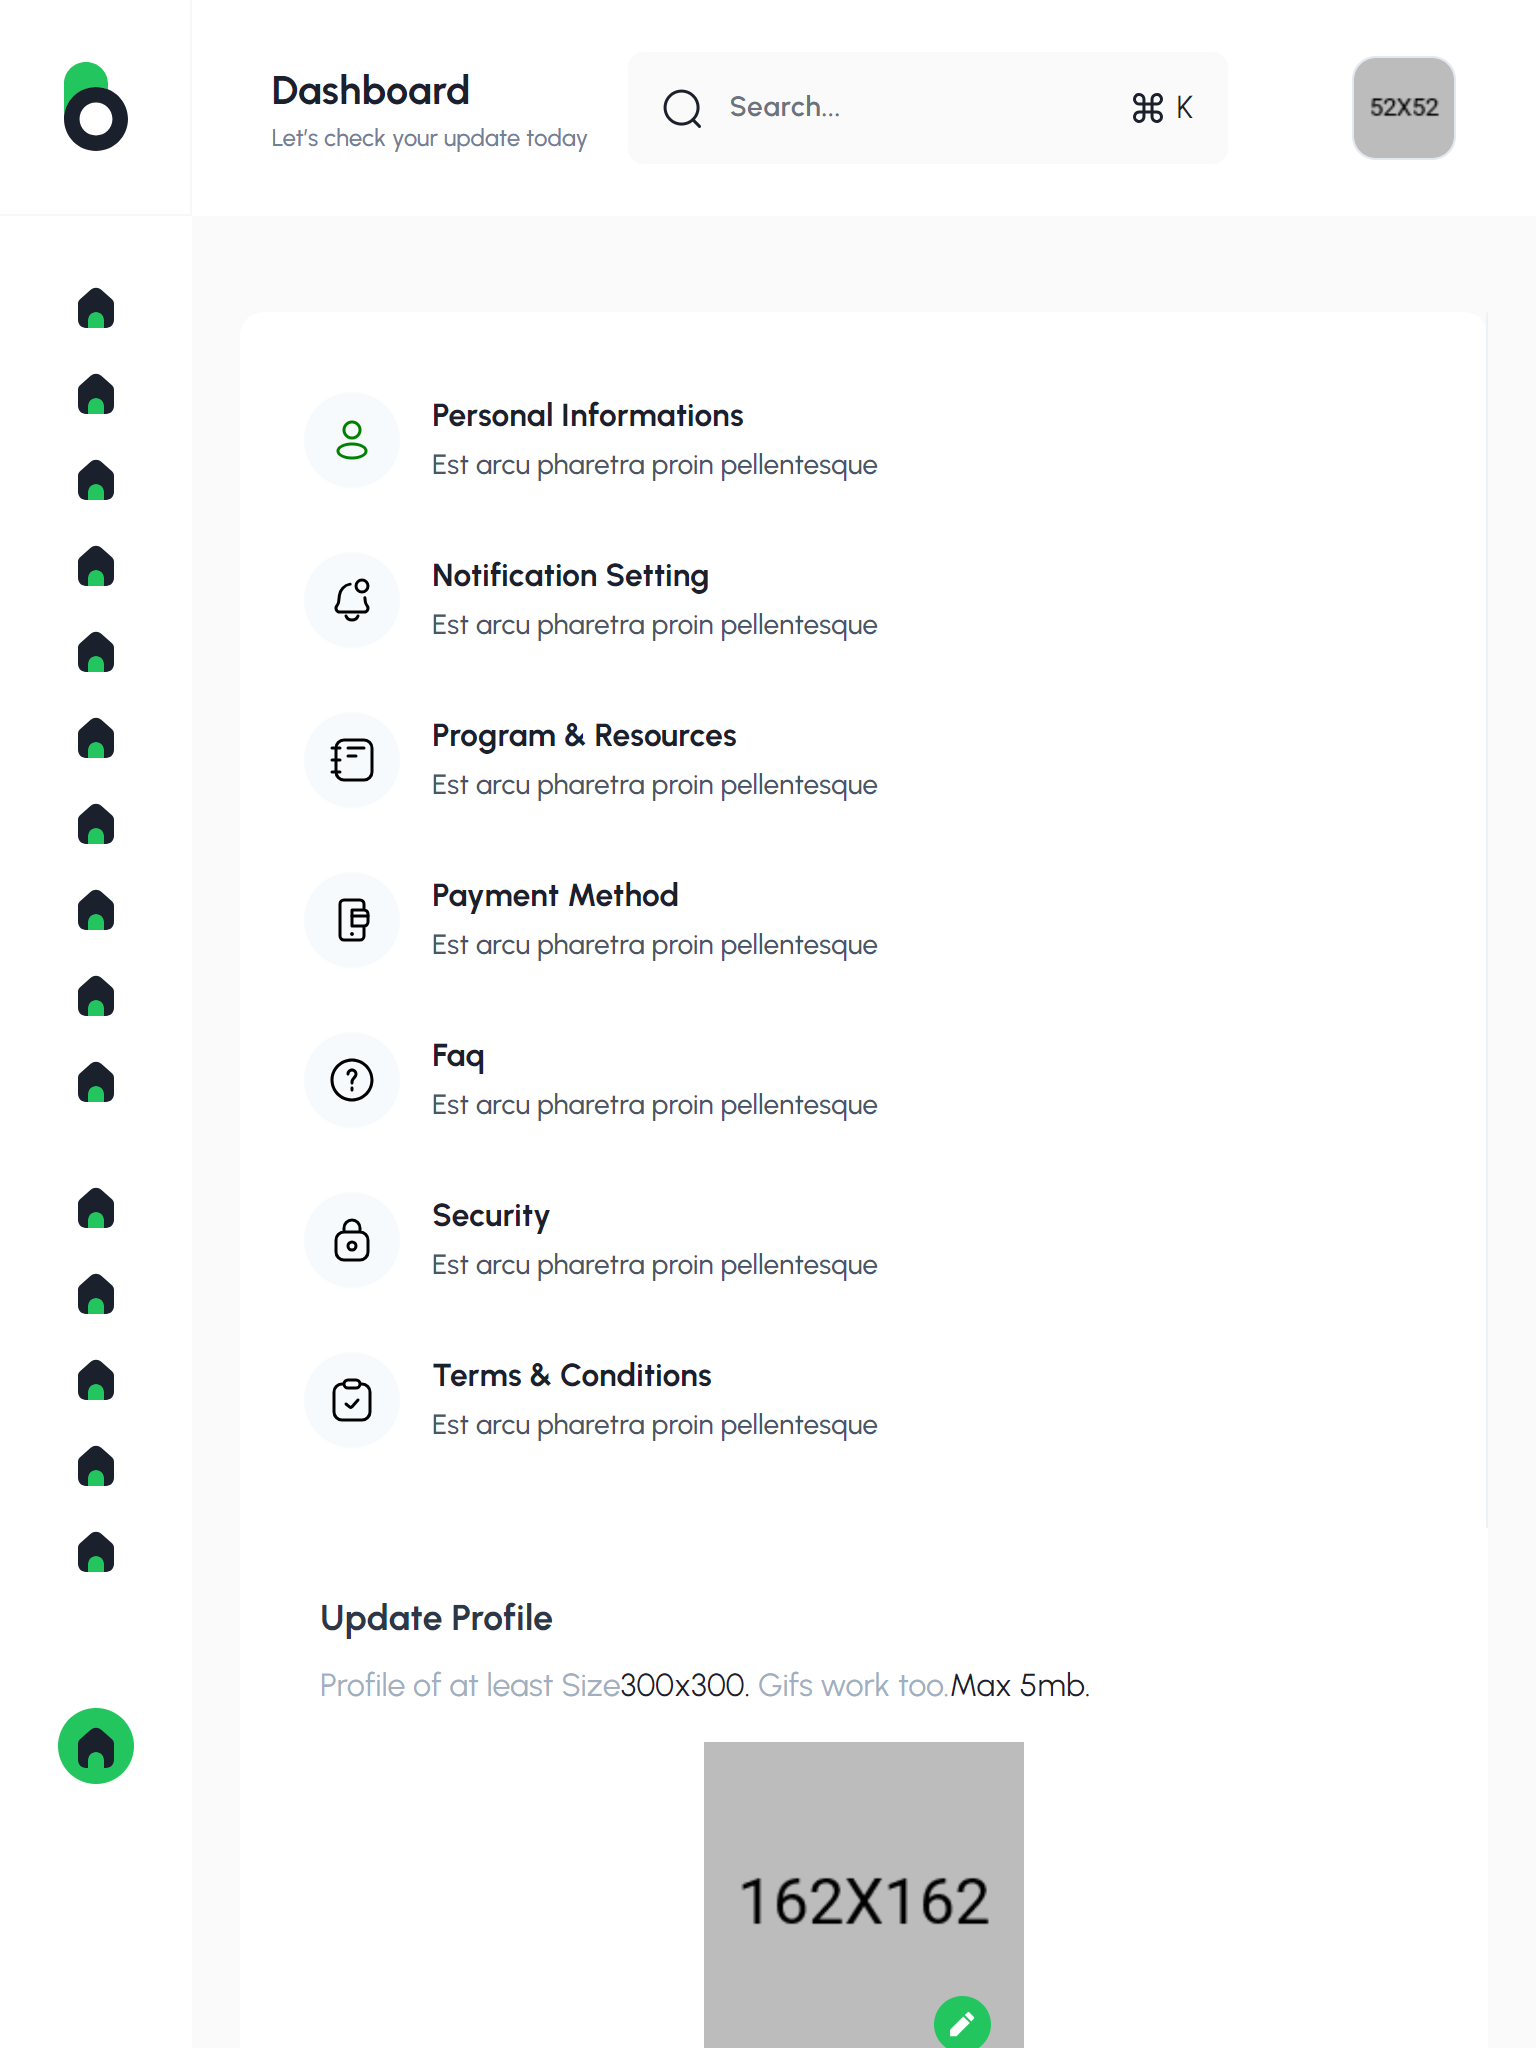 Dashboard
Let's check your update today
Search...
⌘ K
52X52
Personal Informations
Est arcu pharetra proin pellentesque
Notification Setting
Est arcu pharetra proin pellentesque
Program & Resources
Est arcu pharetra proin pellentesque
Payment Method
Est arcu pharetra proin pellentesque
Faq
Est arcu pharetra proin pellentesque
Security
Est arcu pharetra proin pellentesque
Terms & Conditions
Est arcu pharetra proin pellentesque
Update Profile
Profile of at least Size300x300. Gifs work too.Max 5mb.
162X162